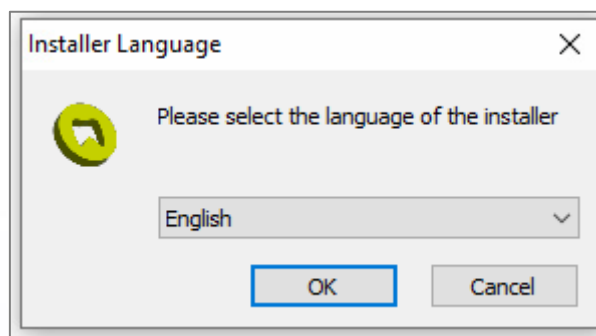 Installer Language
Please select the language of the installer
English
OK
Cancel